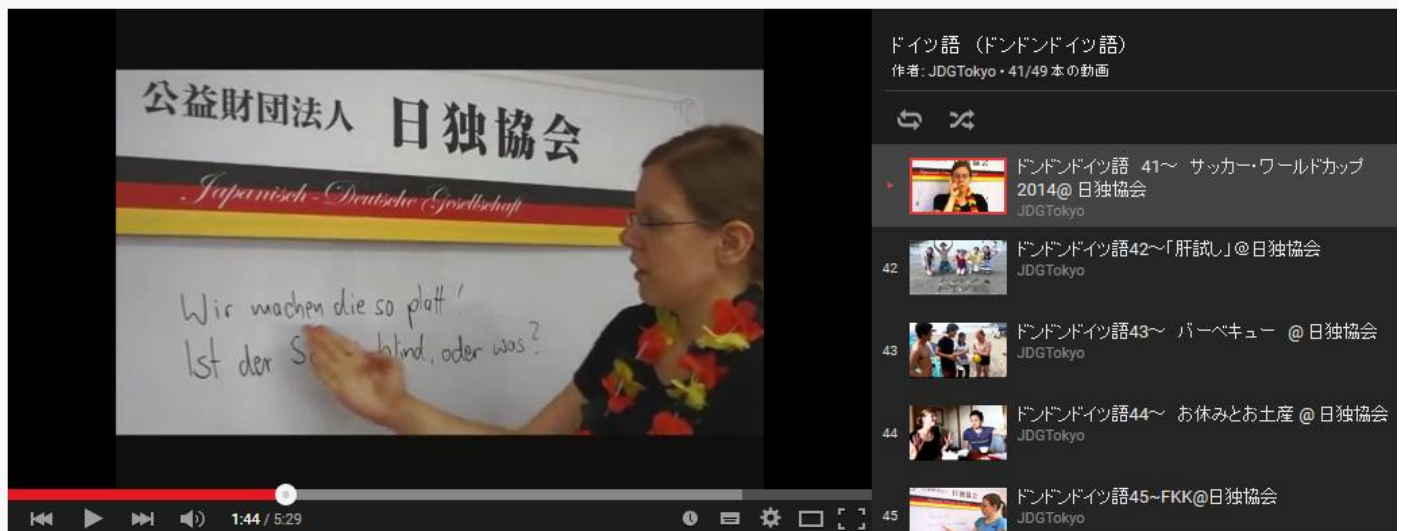 公益財団法人 日独協会
Japanisch-Deutsche Gesellschaft
Wir machen die so platt!
Ist der blind, oder was?
1:44 / 5:29
ドイツ語 (ドンドンドイツ語)
作者: JDGTokyo • 41/49 本の動画
ドンドンドイツ語 41~ サッカー・ワールドカップ
2014@ 日独協会
JDGTokyo
42
ドンドンドイツ語42~「肝試し」@日独協会
JDGTokyo
43
ドンドンドイツ語43~ バーベキュー @ 日独協会
JDGTokyo
44
ドンドンドイツ語44~ お休みとお土産 @ 日独協会
JDGTokyo
45
ドンドンドイツ語45~FKK@日独協会
JDGTokyo